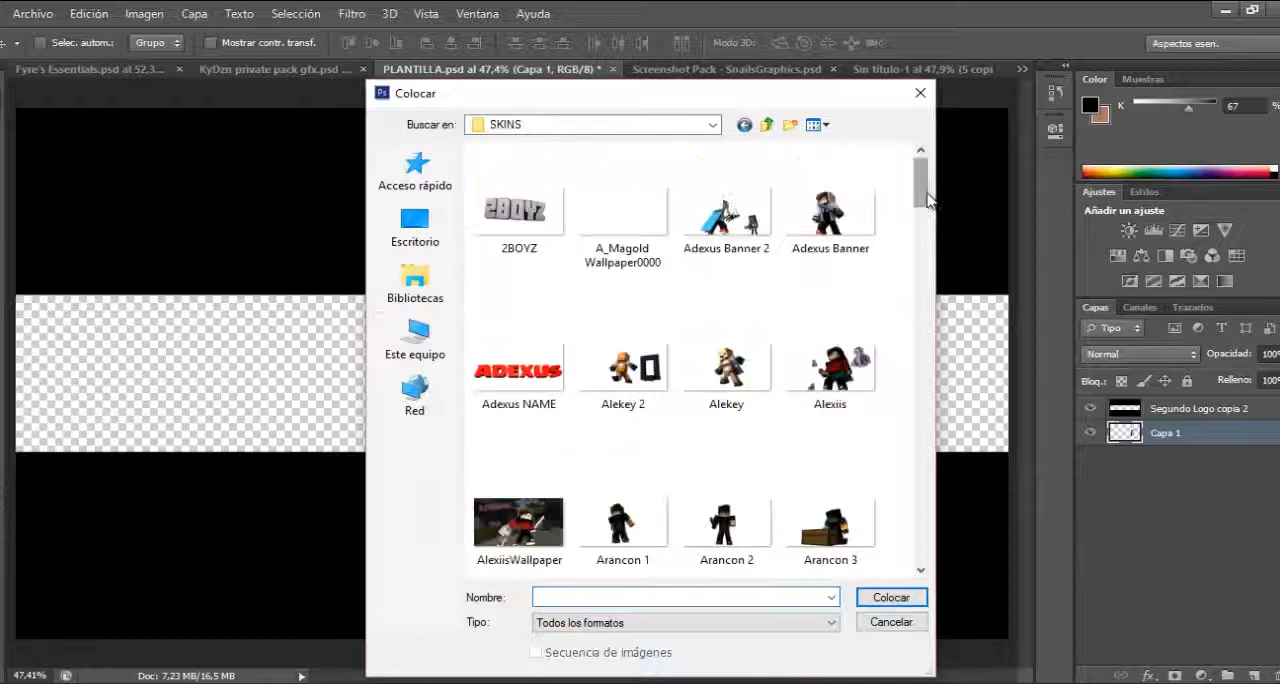 Archivo Edición Imagen Capa Texto Selección Filtro 3D Vista Ventana Ayuda
Selec. autom.: Grupo Mostrar contr. transf. Modo 3D: Aspectos esen.
Fyre's Essentials.psd al 52,3... × KyDzn private pack gfx.psd ... × PLANTILLA.psd al 47,4% (Capa 1, RGB/8) * × Screenshot Pack - SnailsGraphics.psd × Sin título-1 al 47,9% (5 copi
Ps Colocar
Buscar en: SKINS
Acceso rápido
Escritorio
Bibliotecas
Este equipo
Red
2BOYZ
2BOYZ
A_Magold
Wallpaper0000
Adexus Banner 2
Adexus Banner
ADEXUS
Adexus NAME
Alekey 2
Alekey
Alexiis
AlexiisWallpaper
Arancon 1
Arancon 2
Arancon 3
Nombre: Colocar
Tipo: Todos los formatos Cancelar
Secuencia de imágenes
Color Muestras
K 67 %
Ajustes Estilos
Añadir un ajuste
Capas Canales Trazados
Tipo
Normal Opacidad: 100%
Bloq.: Relleno: 100%
Segundo Logo copia 2
Capa 1
fx
47,41% Doc: 7,23 MB/16,5 MB